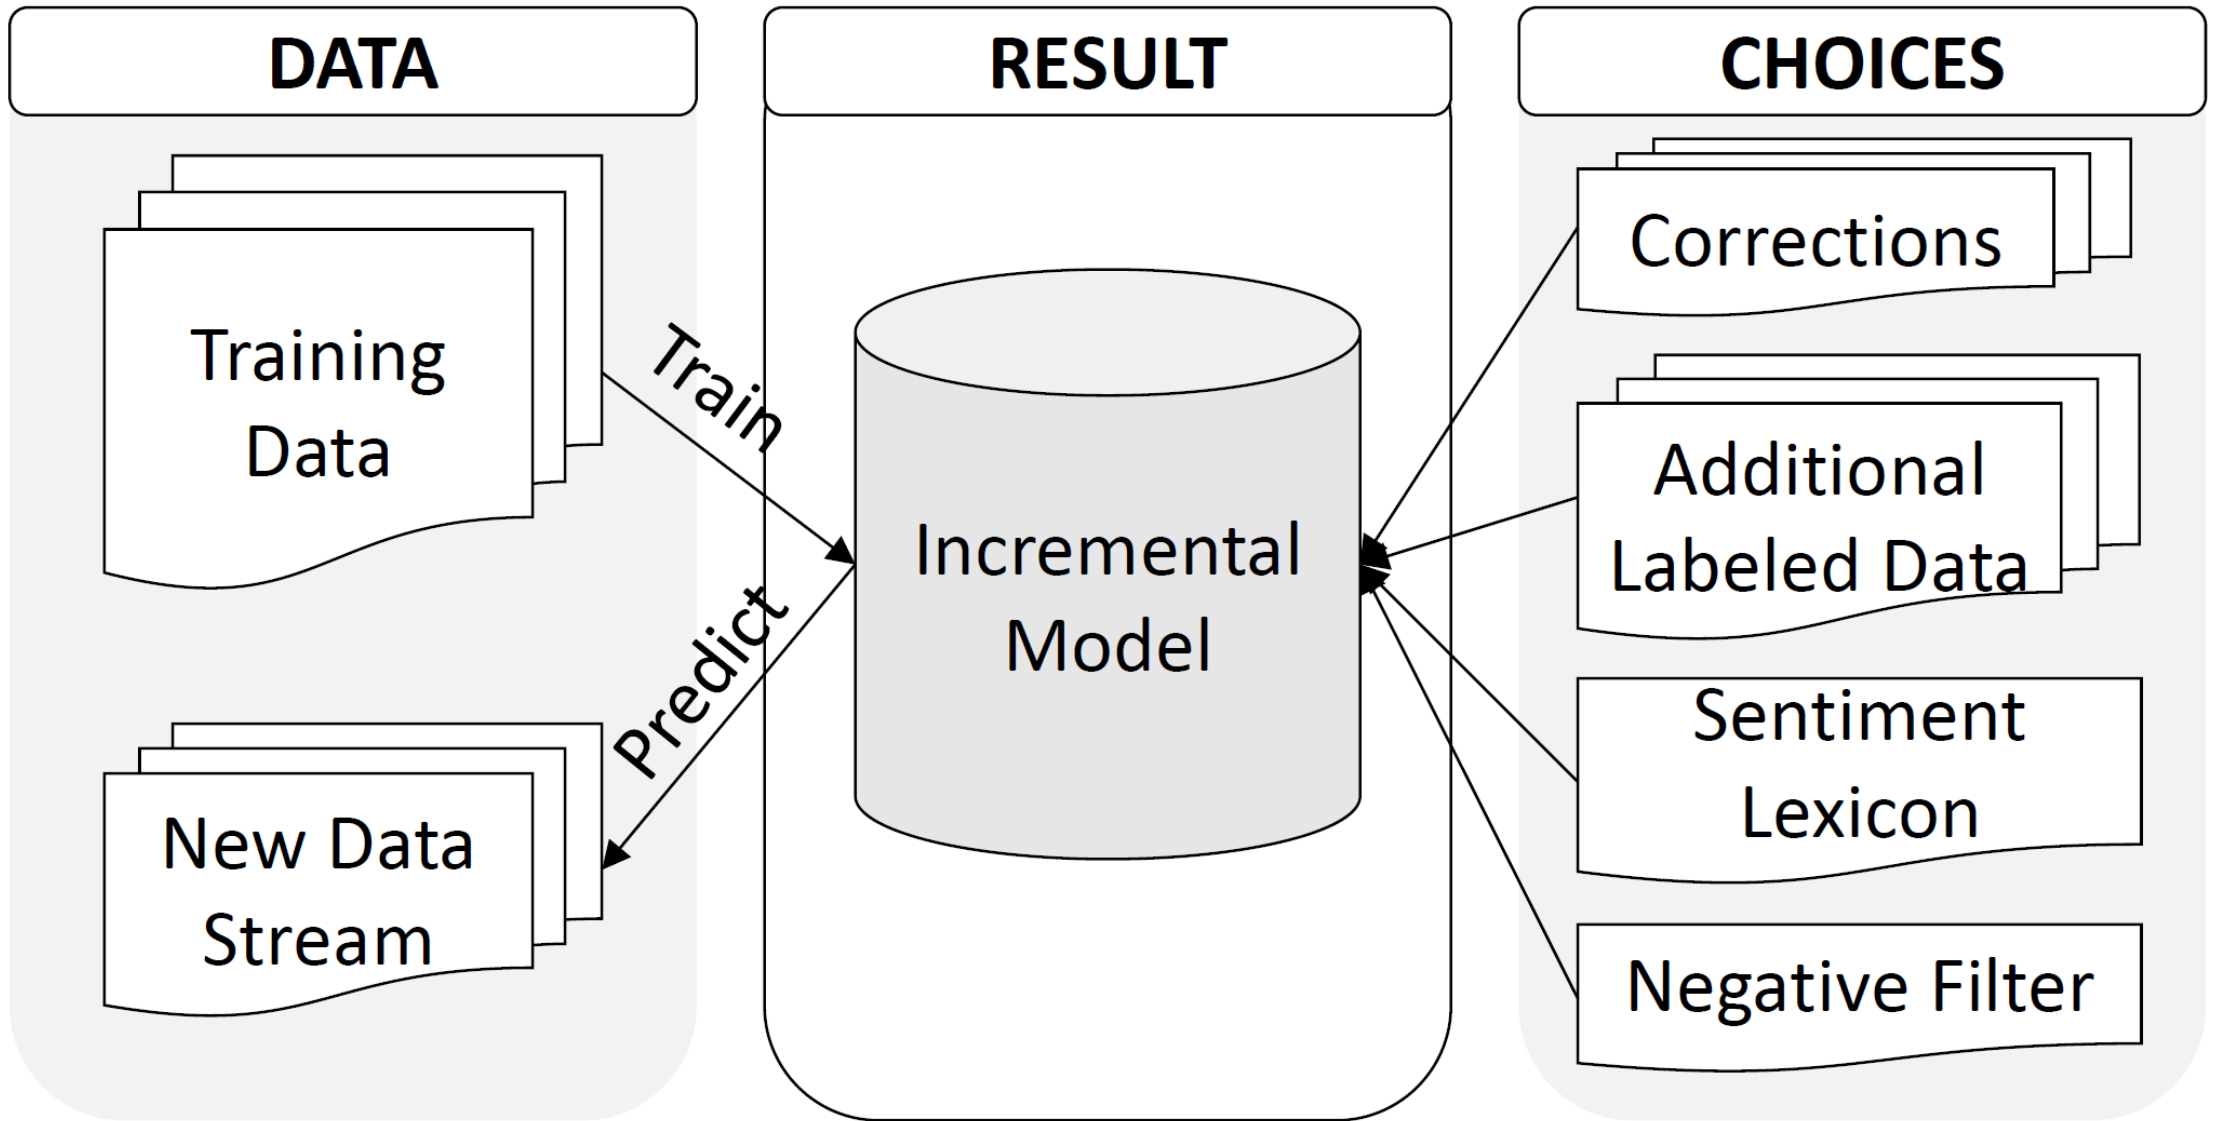 DATA
Training
Data
New Data
Stream
Train
Predict
RESULT
Incremental
Model
CHOICES
Corrections
Additional
Labeled Data
Sentiment
Lexicon
Negative Filter